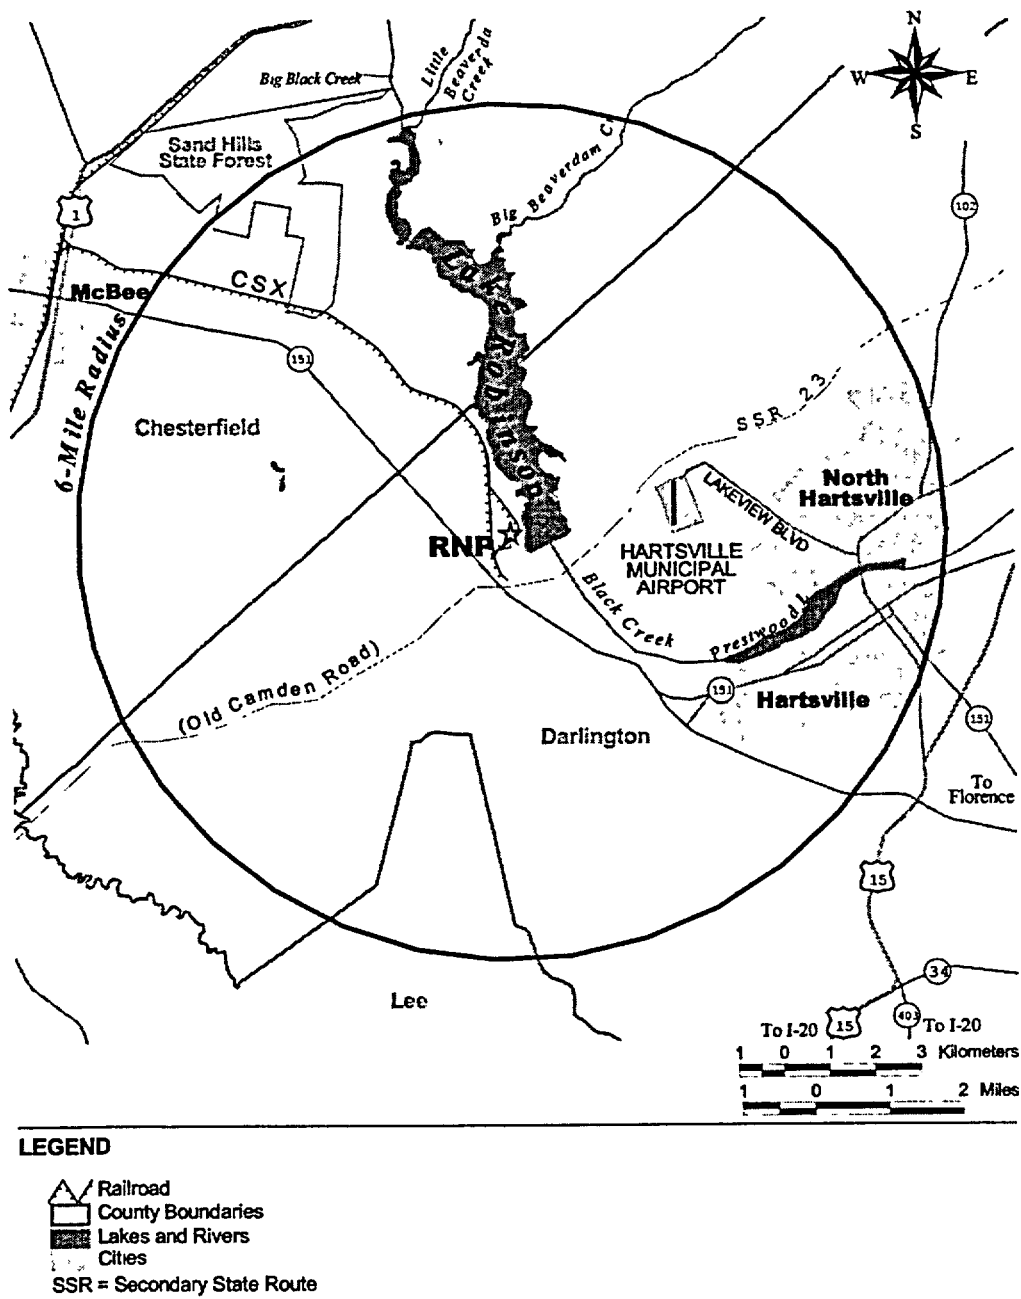 N
W E
S
Little
Beaverda
Creek
Big Black Creek
Sand Hills
State Forest
Big Beaverdam C.
1
102
CSX
McBee
6-Mile Radius
Lake Robinson
151
Chesterfield
SSR 23
North
Hartsville
LAKEVIEW BLVD
RNP
HARTSVILLE
MUNICIPAL
AIRPORT
Black Creek
Prestwood L.
(Old Camden Road)
151
Hartsville
151
Darlington
To
Florence
15
34
Lee
To I-20 15 403 To I-20
1 0 1 2 3 Kilometers
1 0 1 2 Miles
LEGEND
Railroad
County Boundaries
Lakes and Rivers
Cities
SSR = Secondary State Route